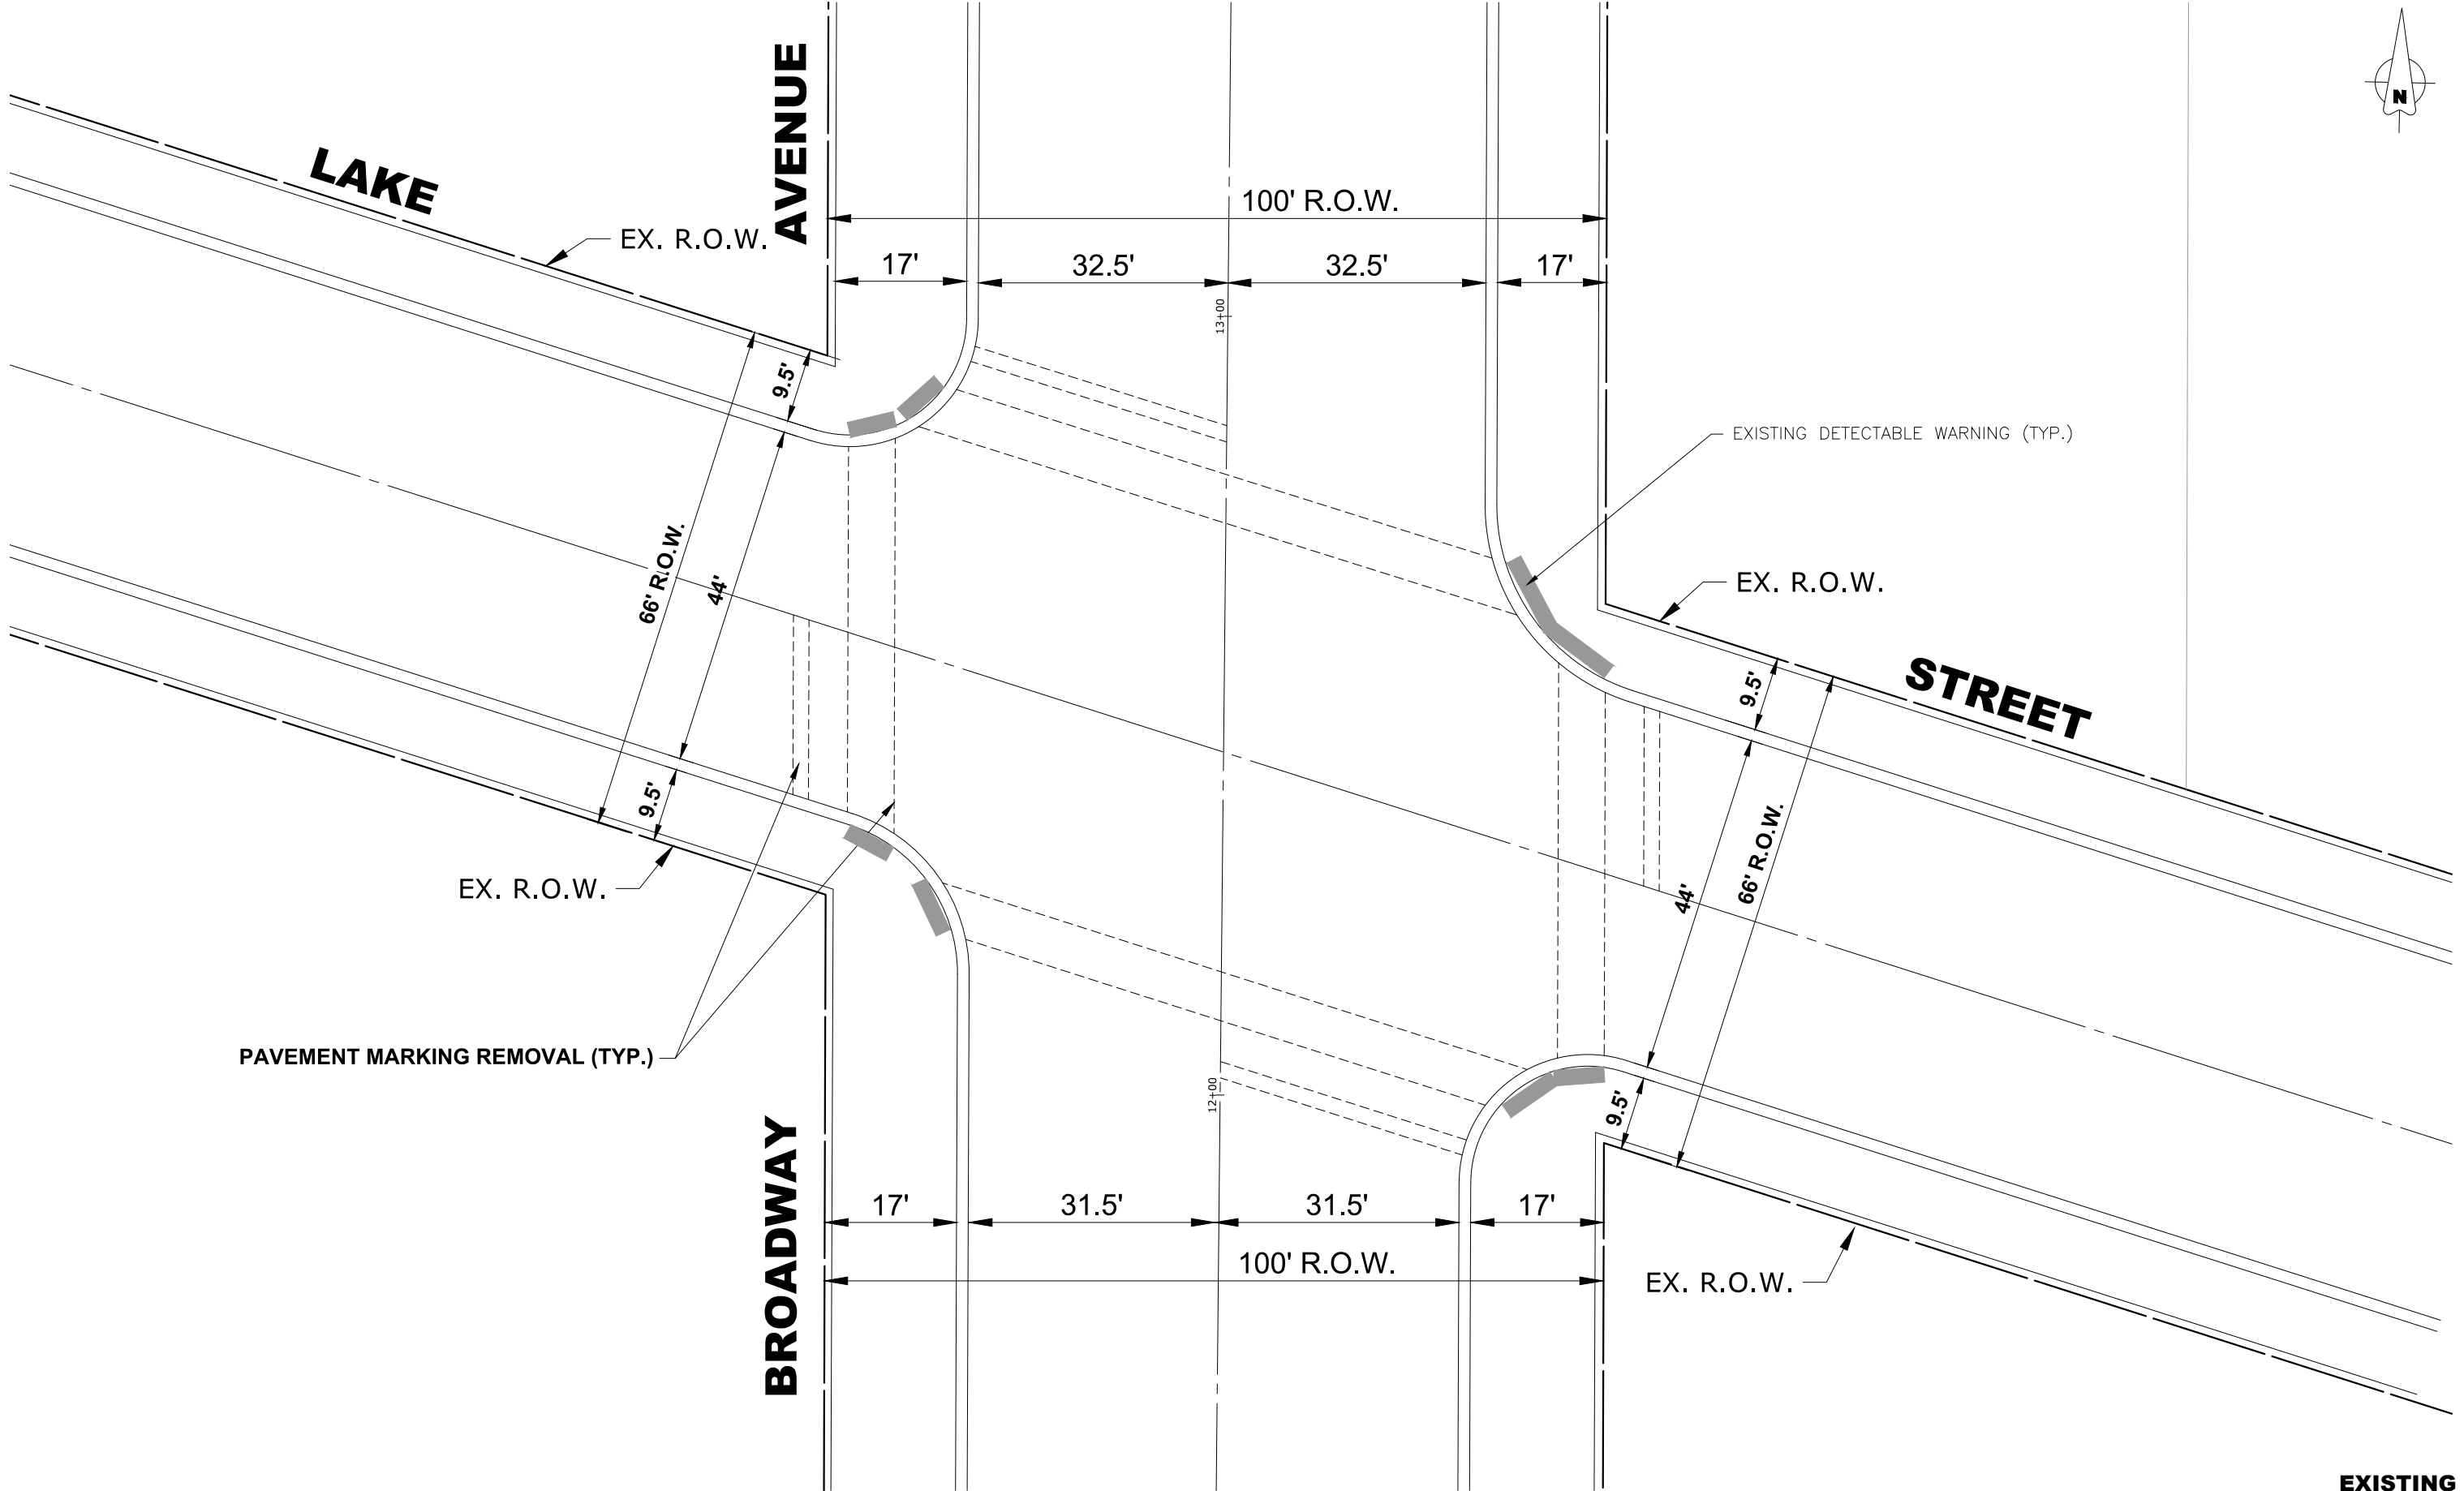 AVENUE
N
LAKE
100' R.O.W.
EX. R.O.W.
17'
32.5'
32.5'
17'
13+00
9.5'
EXISTING DETECTABLE WARNING (TYP.)
66' R.O.W.
44'
EX. R.O.W.
STREET
9.5'
9.5'
66' R.O.W.
44'
EX. R.O.W.
PAVEMENT MARKING REMOVAL (TYP.)
12+00
9.5'
BROADWAY
17'
31.5'
31.5'
17'
100' R.O.W.
EX. R.O.W.
EXISTING